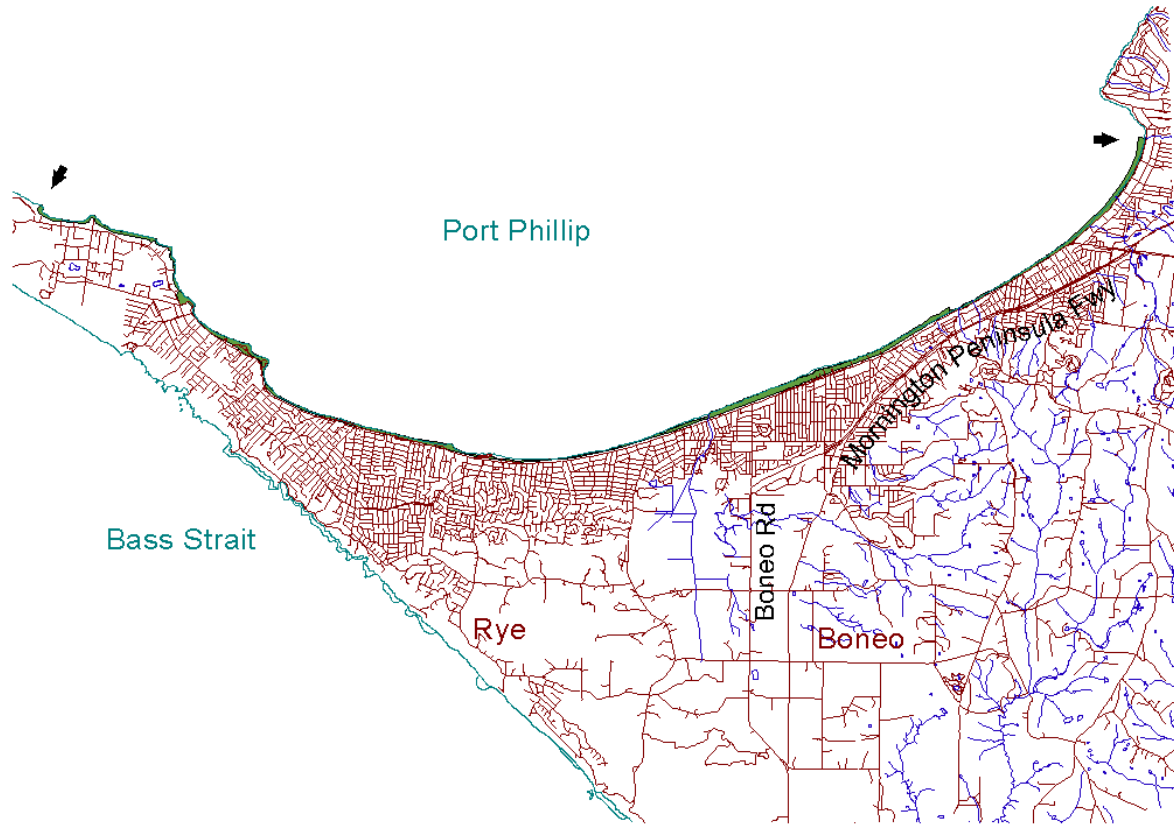 Port Phillip
Mornington Peninsula Fwy
Bass Strait
Boneo Rd
Rye
Boneo